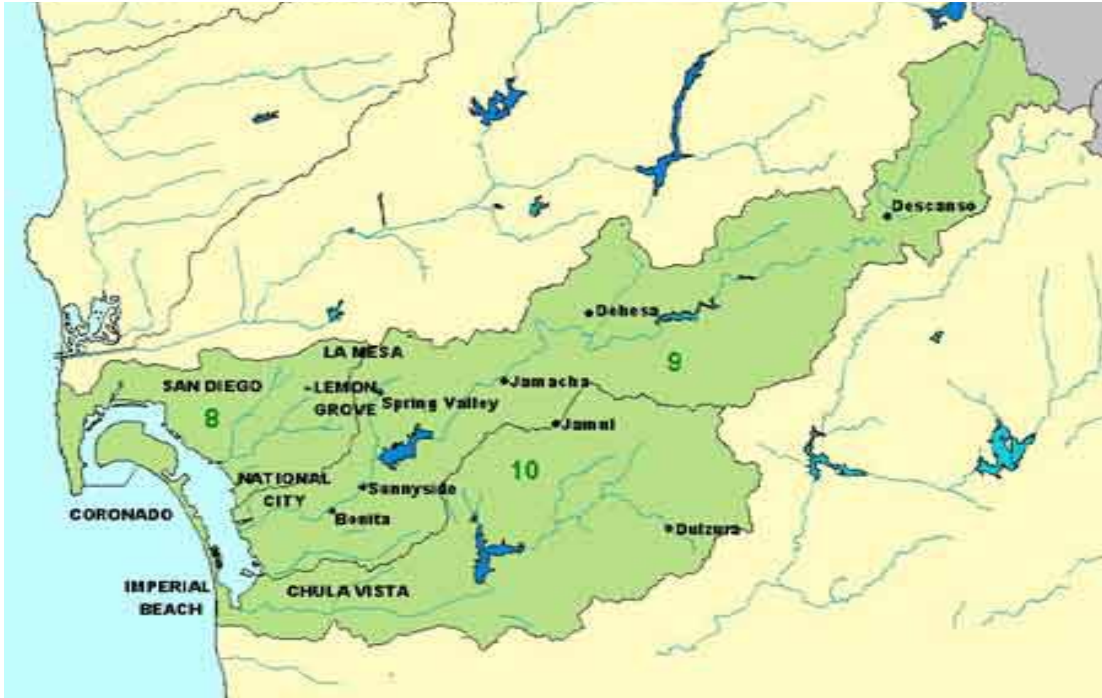 Descanso
Dehesa
LA MESA
9
SAN DIEGO
LEMON
GROVE
Jamacha
8
Spring Valley
Jamul
10
NATIONAL
CITY
Sunnyside
CORONADO
Bonita
Dulzura
IMPERIAL
BEACH
CHULA VISTA